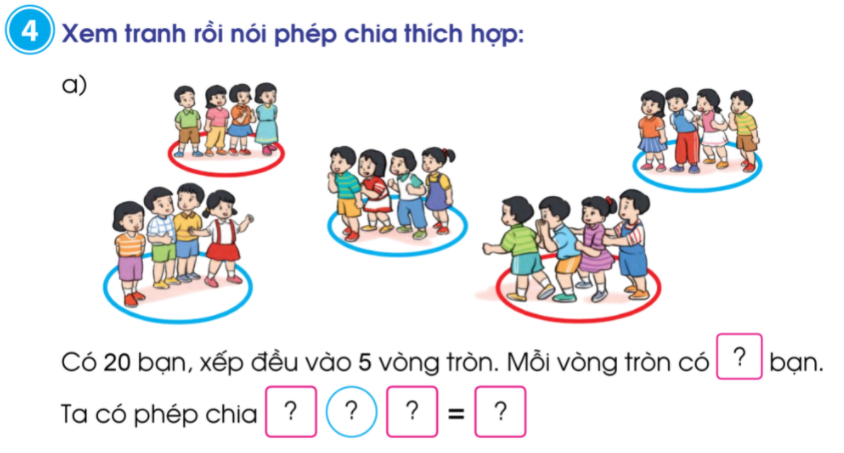 4 Xem tranh rồi nói phép chia thích hợp:
a)
Có 20 bạn, xếp đều vào 5 vòng tròn. Mỗi vòng tròn có ? bạn.
Ta có phép chia ? ? ? = ?